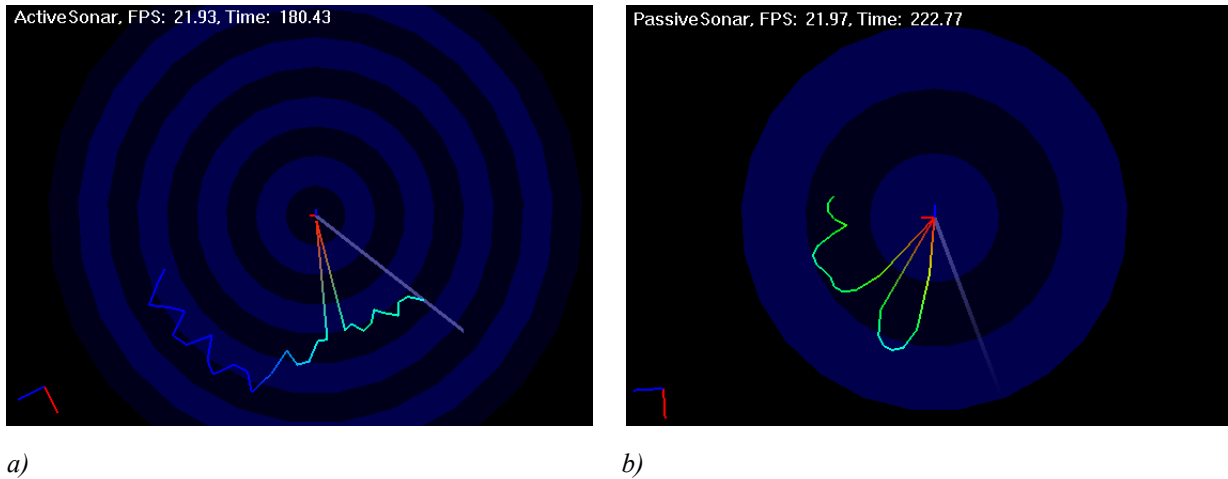 ActiveSonar, FPS: 21.93, Time: 180.43
PassiveSonar, FPS: 21.97, Time: 222.77
a)
b)